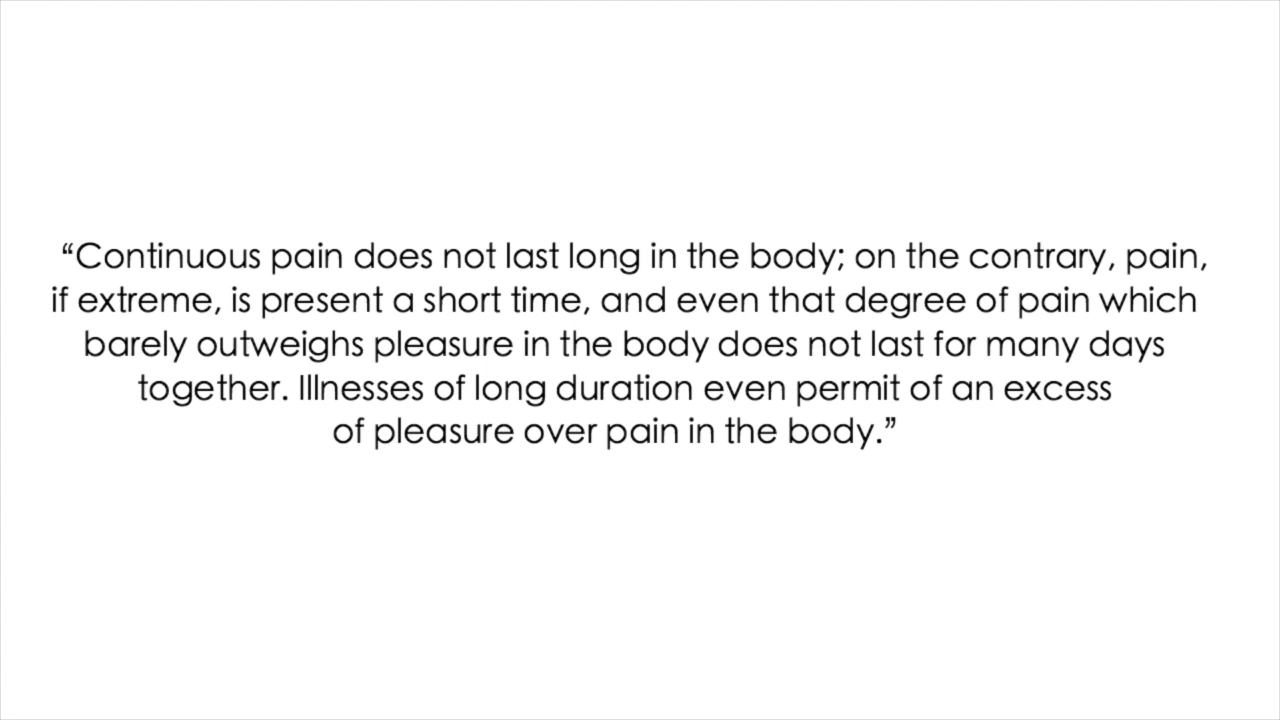 “Continuous pain does not last long in the body; on the contrary, pain,
if extreme, is present a short time, and even that degree of pain which
barely outweighs pleasure in the body does not last for many days
together. Illnesses of long duration even permit of an excess
of pleasure over pain in the body.”